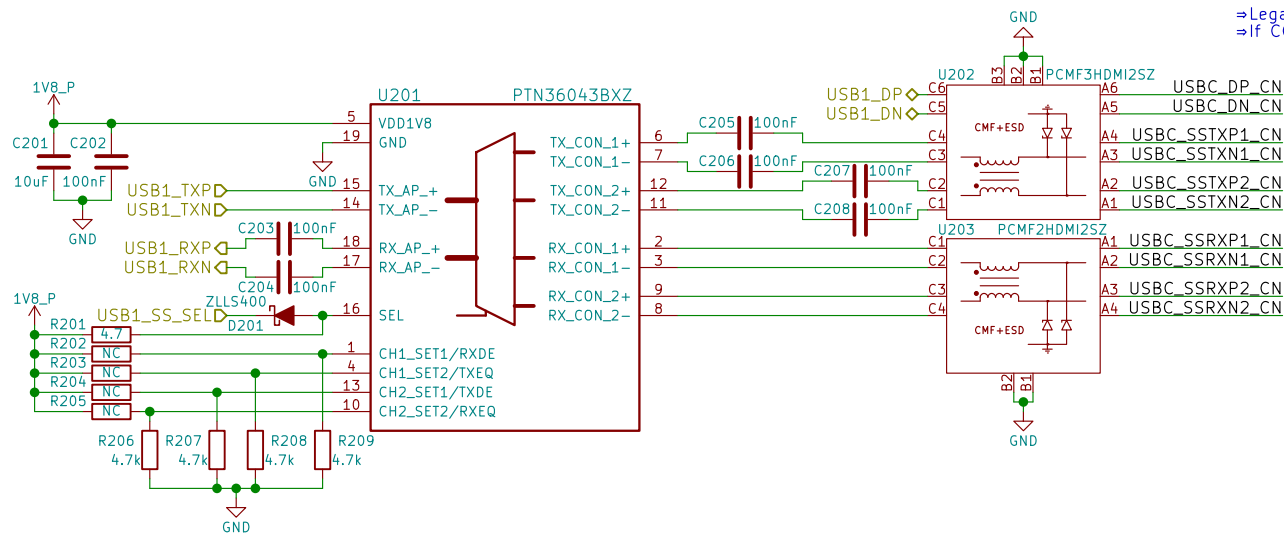 ⇒Lega
⇒If C
GND
U202 B3 B2 B1 PCMF3HDMI2SZ
1V8_P
U201 PTN36043BXZ
USB1_DP C6 A6 USBC_DP_CN
USB1_DN C5 A5 USBC_DN_CN
CMF+ESD
C201 10uF
C202 100nF
GND
5 VDD1V8
19 GND
GND
USB1_TXP 15 TX_AP_+
USB1_TXN 14 TX_AP_-
C203 100nF
USB1_RXP 18 RX_AP_+
USB1_RXN 17 RX_AP_-
C204 100nF
ZLLS400
USB1_SS_SEL D201 16 SEL
1V8_P
R201 4.7
R202 NC 1 CH1_SET1/RXDE
R203 NC 4 CH1_SET2/TXEQ
R204 NC 13 CH2_SET1/TXDE
R205 NC 10 CH2_SET2/RXEQ
R206 4.7k
R207 4.7k
R208 4.7k
R209 4.7k
GND
TX_CON_1+ 6 C205 100nF C4 A4 USBC_SSTXP1_CN
TX_CON_1- 7 C206 100nF C3 A3 USBC_SSTXN1_CN
TX_CON_2+ 12 C207 100nF C2 A2 USBC_SSTXP2_CN
TX_CON_2- 11 C208 100nF C1 A1 USBC_SSTXN2_CN
U203 PCMF2HDMI2SZ
RX_CON_1+ 2 C1 A1 USBC_SSRXP1_CN
RX_CON_1- 3 C2 A2 USBC_SSRXN1_CN
RX_CON_2+ 9 C3 A3 USBC_SSRXP2_CN
RX_CON_2- 8 C4 A4 USBC_SSRXN2_CN
CMF+ESD
B2 B1
GND